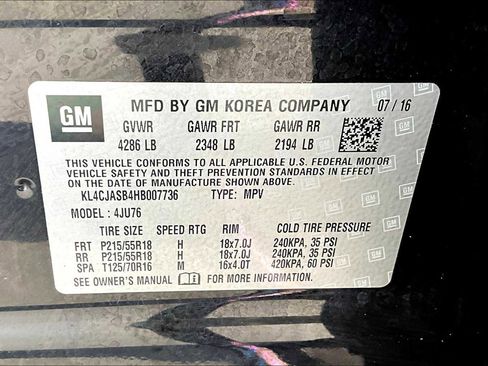 GM MFD BY GM KOREA COMPANY 07/16
GVWR GAWR FRT GAWR RR
4286 LB 2348 LB 2194 LB
THIS VEHICLE CONFORMS TO ALL APPLICABLE U.S. FEDERAL MOTOR
VEHICLE SAFETY AND THEFT PREVENTION STANDARDS IN EFFECT
ON THE DATE OF MANUFACTURE SHOWN ABOVE.
KL4CJASB4HB007736 TYPE: MPV
MODEL: 4JU76
TIRE SIZE SPEED RTG RIM COLD TIRE PRESSURE
FRT P215/55R18 H 18x7.0J 240KPA, 35 PSI
RR P215/55R18 H 18x7.0J 240KPA, 35 PSI
SPA T125/70R16 M 16x4.0T 420KPA, 60 PSI
SEE OWNER'S MANUAL FOR MORE INFORMATION.